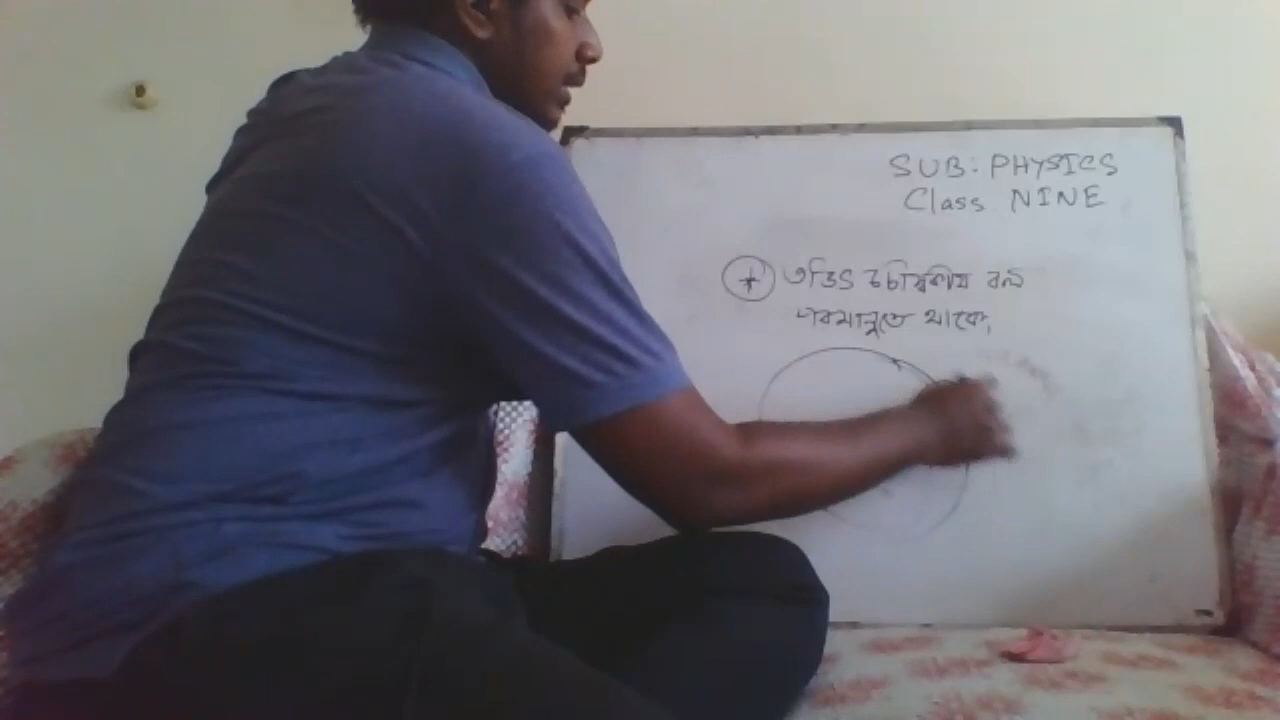 SUB: PHYSICS
Class NINE
+ তড়িৎ চৌম্বকীয় বল
পরমানুতে থাকে,